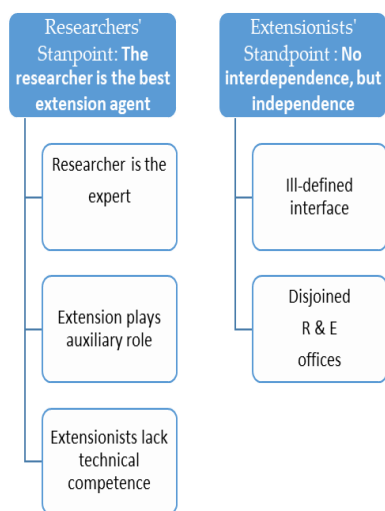 Researchers'
Stanpoint: The
researcher is the best
extension agent
Researcher is the
expert
Extension plays
auxiliary role
Extensionists lack
technical
competence
Extensionists'
Standpoint : No
interdependence, but
independence
Ill-defined
interface
Disjoined
R & E
offices